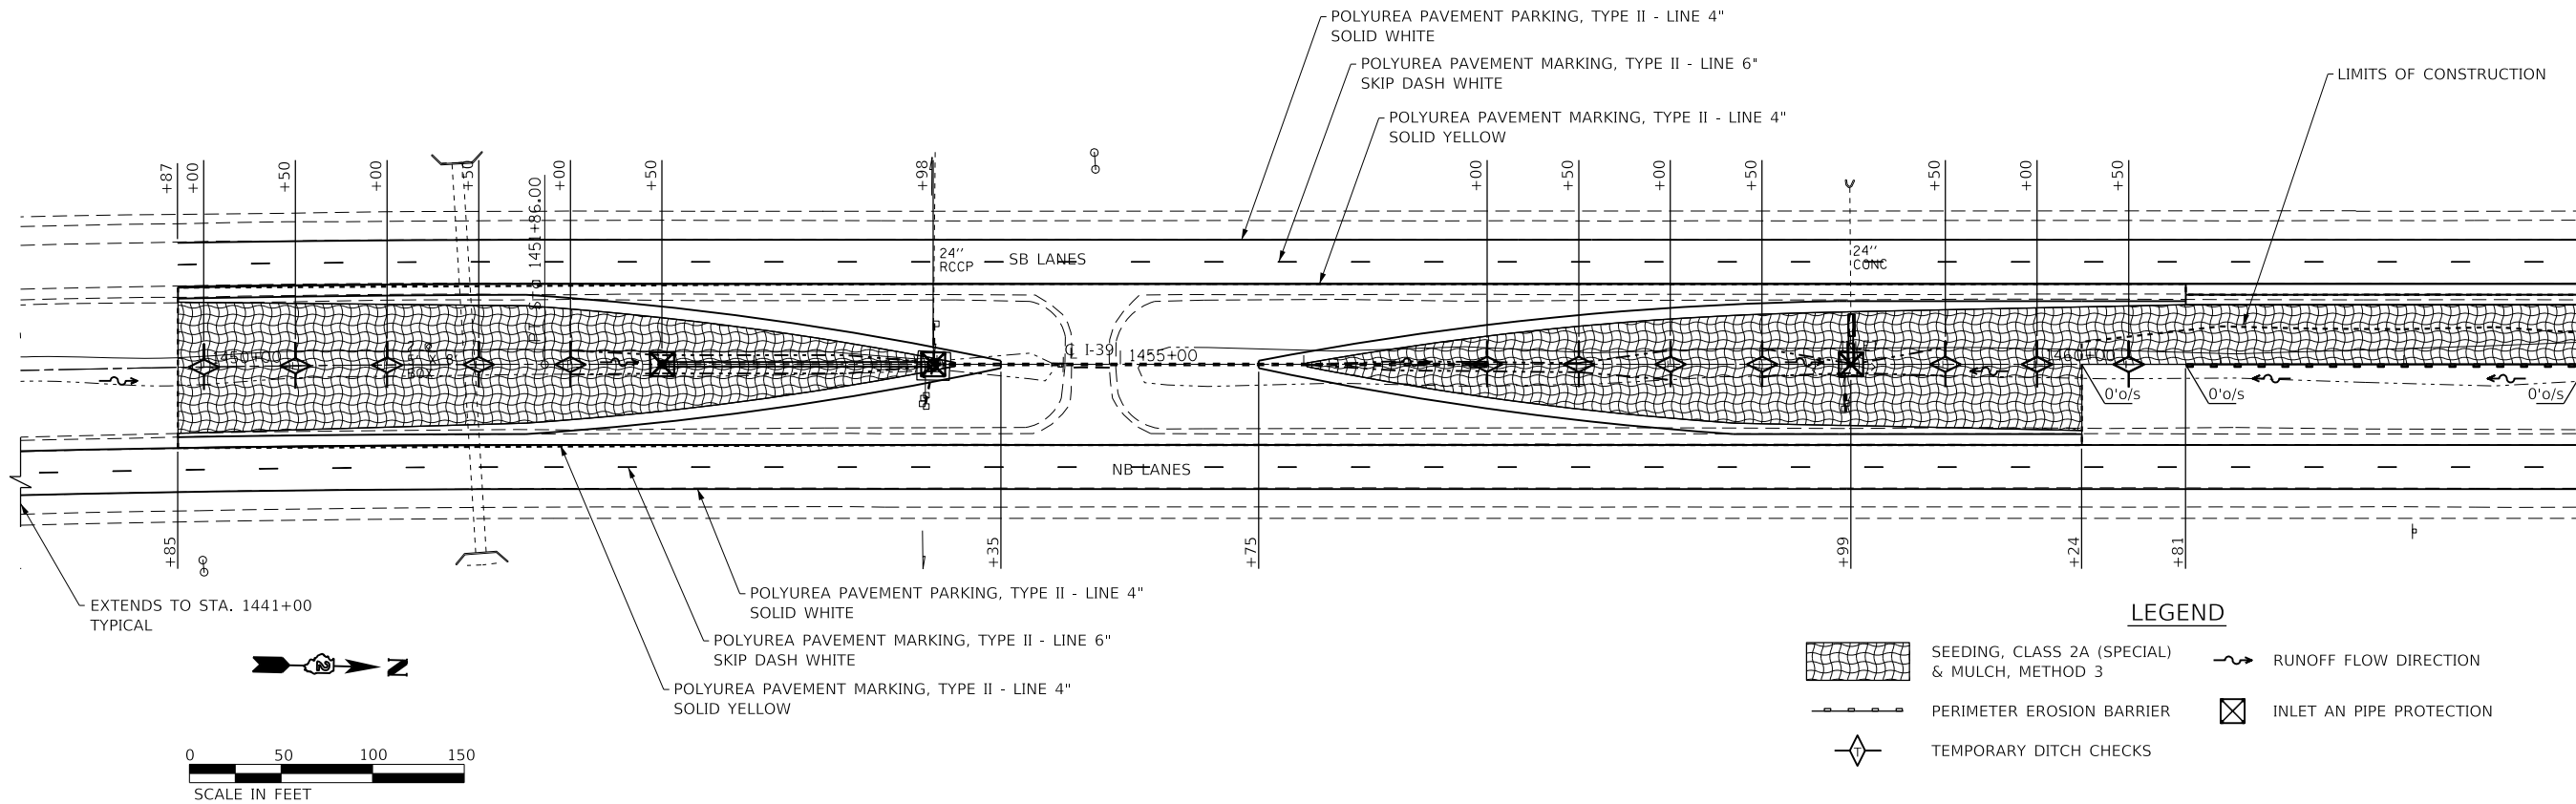 POLYUREA PAVEMENT PARKING, TYPE II - LINE 4"
SOLID WHITE
POLYUREA PAVEMENT MARKING, TYPE II - LINE 6"
SKIP DASH WHITE
POLYUREA PAVEMENT MARKING, TYPE II - LINE 4"
SOLID YELLOW
LIMITS OF CONSTRUCTION
+87
+00
+50
+00
+50
+00
+50
+98
+00
+50
+00
+50
+50
+00
+50
1451+86.00
24''
RCCP
SB LANES
24''
CONC
1450+00
BOX
℄ I-39
1455+00
1460+00
0'o/s
0'o/s
0'o/s
NB LANES
+85
+35
+75
+99
+24
+81
EXTENDS TO STA. 1441+00
TYPICAL
POLYUREA PAVEMENT PARKING, TYPE II - LINE 4"
SOLID WHITE
POLYUREA PAVEMENT MARKING, TYPE II - LINE 6"
SKIP DASH WHITE
POLYUREA PAVEMENT MARKING, TYPE II - LINE 4"
SOLID YELLOW
N
0 50 100 150
SCALE IN FEET
LEGEND
SEEDING, CLASS 2A (SPECIAL)
& MULCH, METHOD 3
RUNOFF FLOW DIRECTION
PERIMETER EROSION BARRIER
INLET AN PIPE PROTECTION
T
TEMPORARY DITCH CHECKS